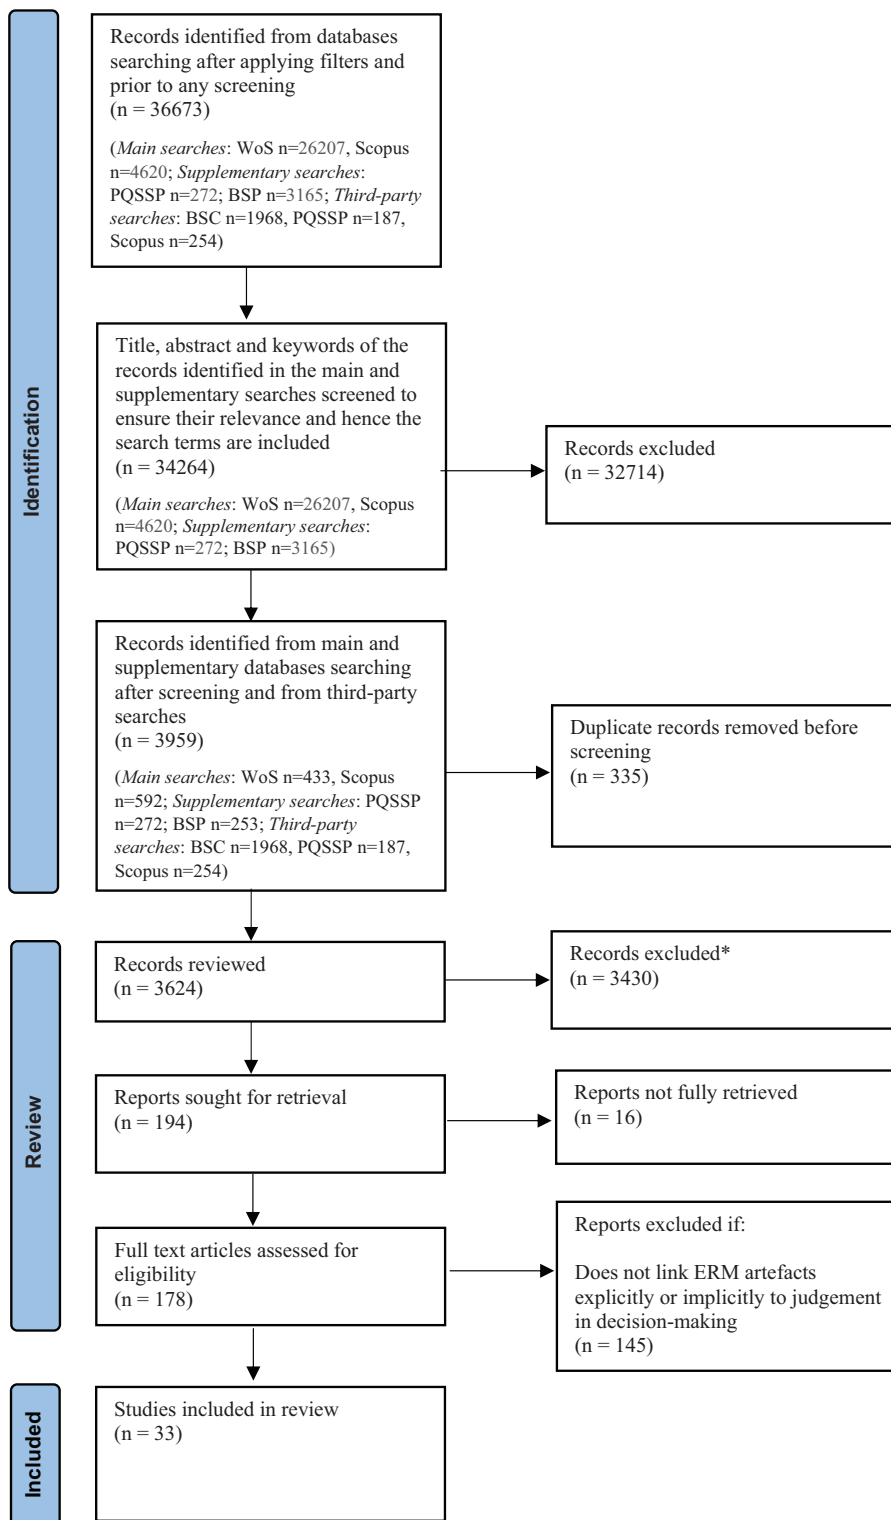 Identification
Records identified from databases
searching after applying filters and
prior to any screening
(n = 36673)
(Main searches: WoS n=26207, Scopus
n=4620; Supplementary searches:
PQSSP n=272; BSP n=3165; Third-party
searches: BSC n=1968, PQSSP n=187,
Scopus n=254)
Title, abstract and keywords of the
records identified in the main and
supplementary searches screened to
ensure their relevance and hence the
search terms are included
(n = 34264)
(Main searches: WoS n=26207, Scopus
n=4620; Supplementary searches:
PQSSP n=272; BSP n=3165)
Records excluded
(n = 32714)
Records identified from main and
supplementary databases searching
after screening and from third-party
searches
(n = 3959)
(Main searches: WoS n=433, Scopus
n=592; Supplementary searches: PQSSP
n=272; BSP n=253; Third-party
searches: BSC n=1968, PQSSP n=187,
Scopus n=254)
Duplicate records removed before
screening
(n = 335)
Review
Records reviewed
(n = 3624)
Records excluded*
(n = 3430)
Reports sought for retrieval
(n = 194)
Reports not fully retrieved
(n = 16)
Full text articles assessed for
eligibility
(n = 178)
Reports excluded if:
Does not link ERM artefacts
explicitly or implicitly to judgement
in decision-making
(n = 145)
Included
Studies included in review
(n = 33)